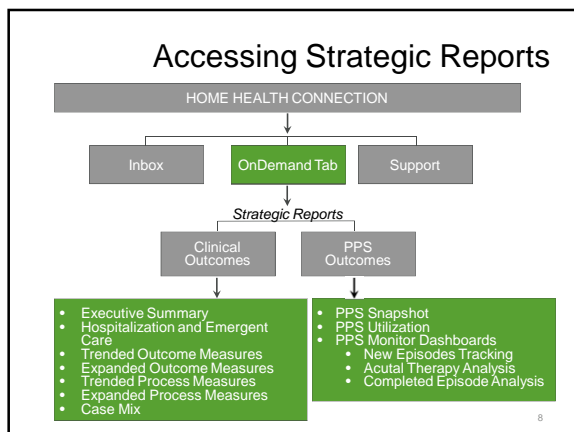 Accessing Strategic Reports
HOME HEALTH CONNECTION
Inbox
OnDemand Tab
Support
Strategic Reports
Clinical
Outcomes
PPS
Outcomes
• Executive Summary
• Hospitalization and Emergent
Care
• Trended Outcome Measures
• Expanded Outcome Measures
• Trended Process Measures
• Expanded Process Measures
• Case Mix
• PPS Snapshot
• PPS Utilization
• PPS Monitor Dashboards
• New Episodes Tracking
• Acutal Therapy Analysis
• Completed Episode Analysis
8